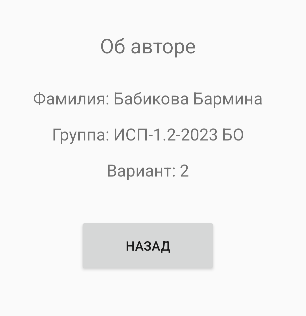 Об авторе
Фамилия: Бабикова Бармина
Группа: ИСП-1.2-2023 БО
Вариант: 2
НАЗАД